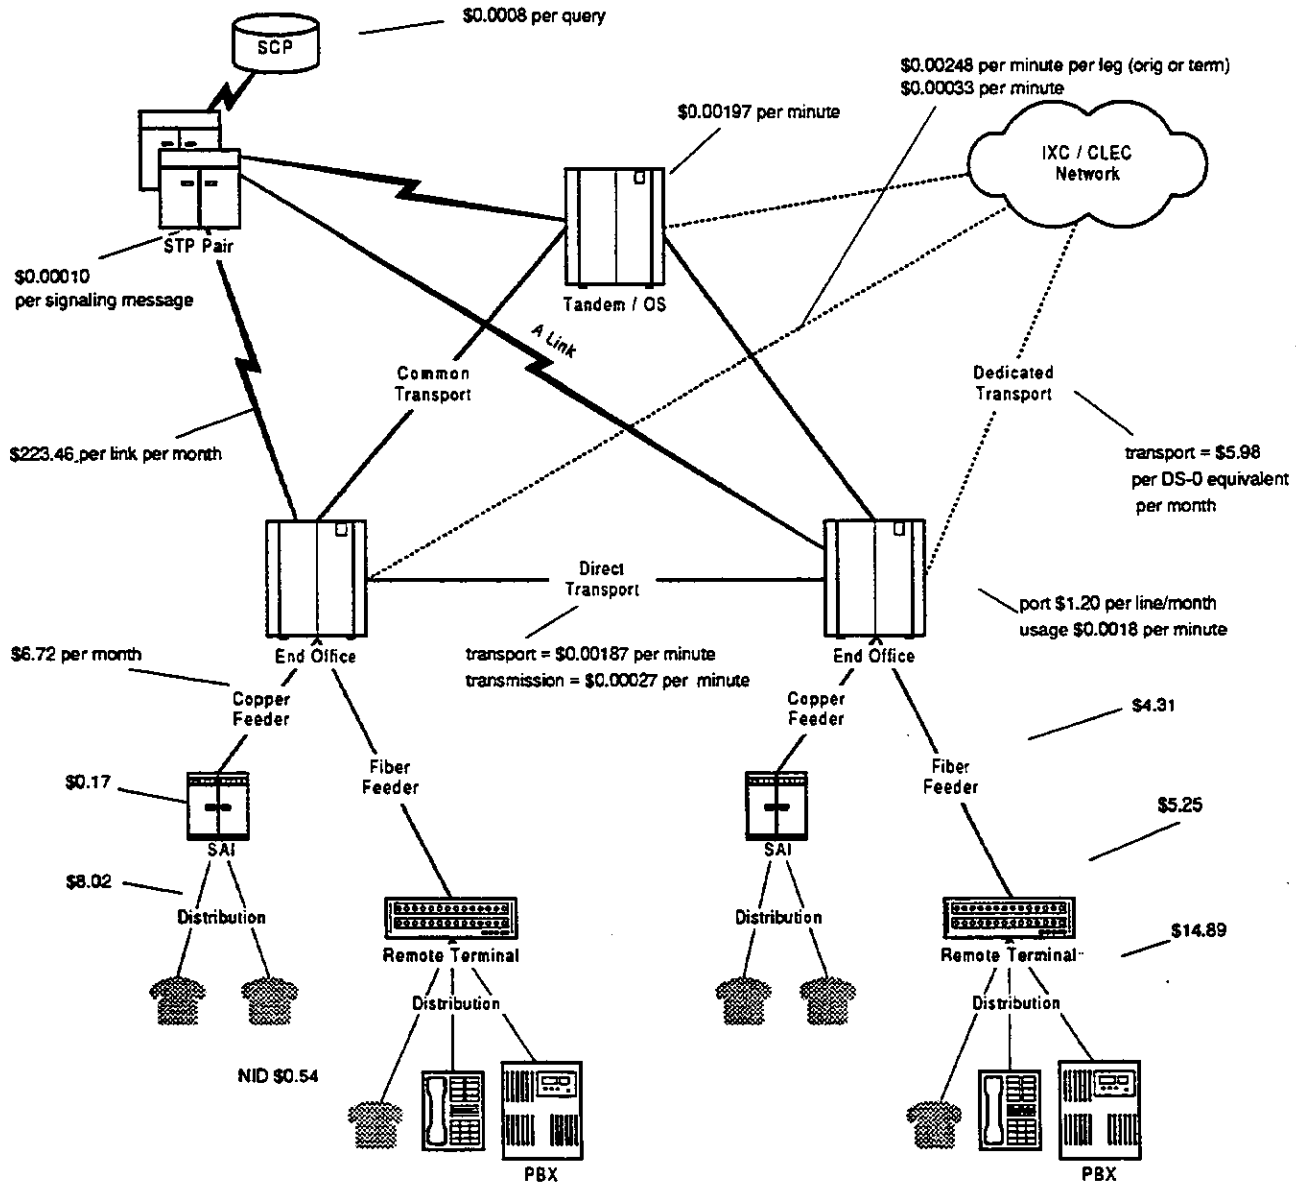 $0.0008 per query
SCP
$0.00248 per minute per leg (orig or term)
$0.00033 per minute
$0.00197 per minute
IXC / CLEC
Network
STP Pair
$0.00010
per signaling message
Tandem / OS
A Link
Common
Transport
Dedicated
Transport
$223.46 per link per month
transport = $5.98
per DS-0 equivalent
per month
Direct
Transport
port $1.20 per line/month
usage $0.0018 per minute
$6.72 per month
End Office
transport = $0.00187 per minute
transmission = $0.00027 per minute
End Office
Copper
Feeder
Copper
Feeder
$4.31
Fiber
Feeder
Fiber
Feeder
$0.17
$5.25
SAI
SAI
$8.02
Distribution
Distribution
$14.89
Remote Terminal
Remote Terminal
Distribution
Distribution
NID $0.54
PBX
PBX